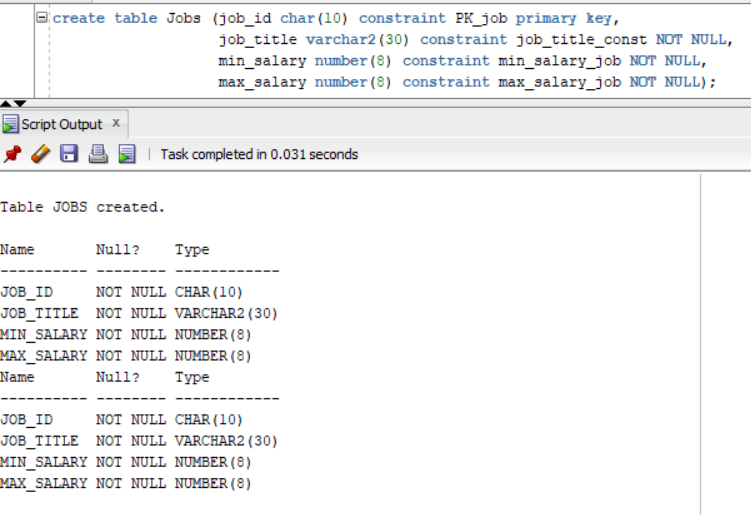 create table Jobs (job_id char(10) constraint PK_job primary key,
job_title varchar2(30) constraint job_title_const NOT NULL,
min_salary number(8) constraint min_salary_job NOT NULL,
max_salary number(8) constraint max_salary_job NOT NULL);
Script Output x
| Task completed in 0.031 seconds
Table JOBS created.
Name       Null?    Type
---------- -------- ------------
JOB_ID     NOT NULL CHAR(10)
JOB_TITLE  NOT NULL VARCHAR2(30)
MIN_SALARY NOT NULL NUMBER(8)
MAX_SALARY NOT NULL NUMBER(8)
Name       Null?    Type
---------- -------- ------------
JOB_ID     NOT NULL CHAR(10)
JOB_TITLE  NOT NULL VARCHAR2(30)
MIN_SALARY NOT NULL NUMBER(8)
MAX_SALARY NOT NULL NUMBER(8)